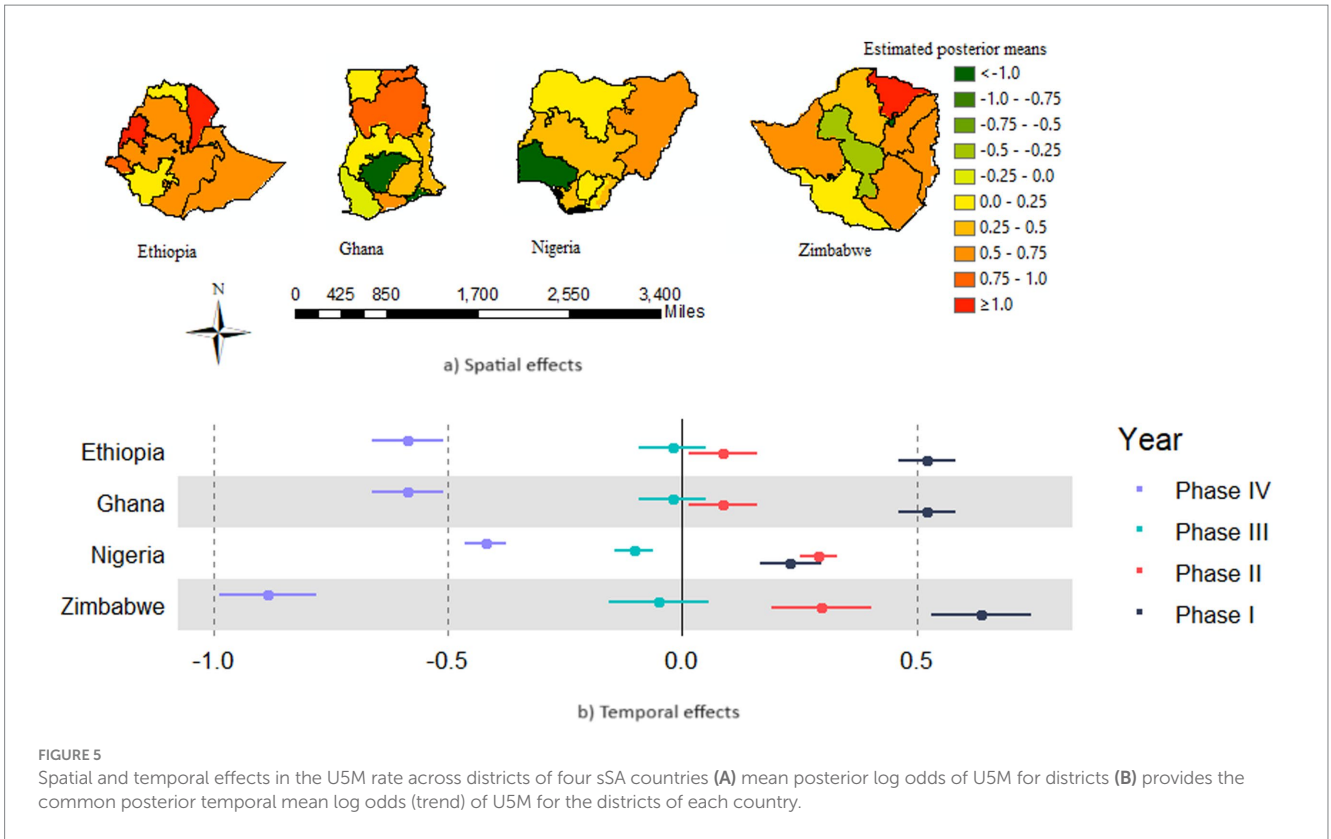 Estimated posterior means
<-1.0
-1.0 - -0.75
-0.75 - -0.5
-0.5 - -0.25
-0.25 - 0.0
0.0 - 0.25
0.25 - 0.5
0.5 - 0.75
0.75 - 1.0
≥1.0
Ethiopia
Ghana
Nigeria
Zimbabwe
N
0 425 850 1,700 2,550 3,400
Miles
a) Spatial effects
Ethiopia
Ghana
Nigeria
Zimbabwe
-1.0 -0.5 0.0 0.5
Year
Phase IV
Phase III
Phase II
Phase I
b) Temporal effects
FIGURE 5
Spatial and temporal effects in the U5M rate across districts of four sSA countries (A) mean posterior log odds of U5M for districts (B) provides the
common posterior temporal mean log odds (trend) of U5M for the districts of each country.